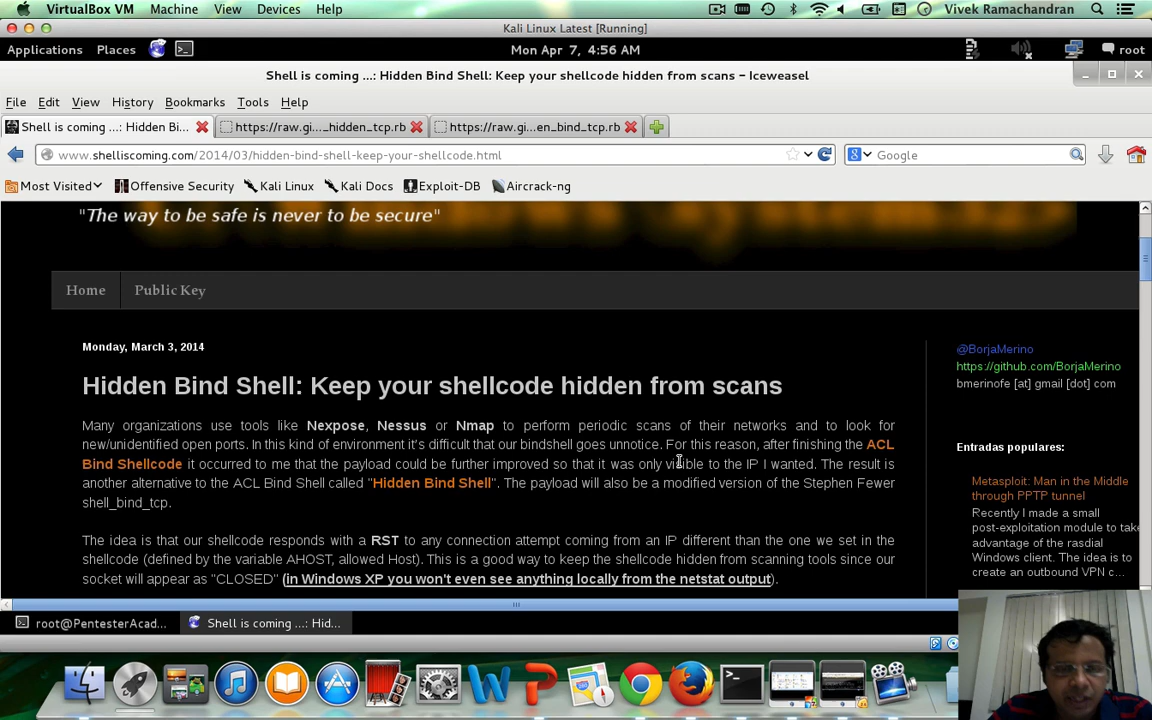 VirtualBox VM Machine View Devices Help Vivek Ramachandran
Kali Linux Latest [Running]
Applications Places Mon Apr 7, 4:56 AM root
Shell is coming ...: Hidden Bind Shell: Keep your shellcode hidden from scans - Iceweasel
File Edit View History Bookmarks Tools Help
Shell is coming ...: Hidden Bi... https://raw.gi..._hidden_tcp.rb https://raw.gi...en_bind_tcp.rb
www.shelliscoming.com/2014/03/hidden-bind-shell-keep-your-shellcode.html Google
Most Visited Offensive Security Kali Linux Kali Docs Exploit-DB Aircrack-ng
"The way to be safe is never to be secure"
Home Public Key
Monday, March 3, 2014
Hidden Bind Shell: Keep your shellcode hidden from scans
Many organizations use tools like Nexpose, Nessus or Nmap to perform periodic scans of their networks and to look for
new/unidentified open ports. In this kind of environment it's difficult that our bindshell goes unnotice. For this reason, after finishing the ACL
Bind Shellcode it occurred to me that the payload could be further improved so that it was only visible to the IP I wanted. The result is
another alternative to the ACL Bind Shell called "Hidden Bind Shell". The payload will also be a modified version of the Stephen Fewer
shell_bind_tcp.
The idea is that our shellcode responds with a RST to any connection attempt coming from an IP different than the one we set in the
shellcode (defined by the variable AHOST, allowed Host). This is a good way to keep the shellcode hidden from scanning tools since our
socket will appear as "CLOSED" (in Windows XP you won't even see anything locally from the netstat output).
@BorjaMerino
https://github.com/BorjaMerino
bmerinofe [at] gmail [dot] com
Entradas populares:
Metasploit: Man in the Middle
through PPTP tunnel
Recently I made a small
post-exploitation module to take
advantage of the rasdial
Windows client. The idea is to
create an outbound VPN c...
root@PentesterAcad... Shell is coming ...: Hid...